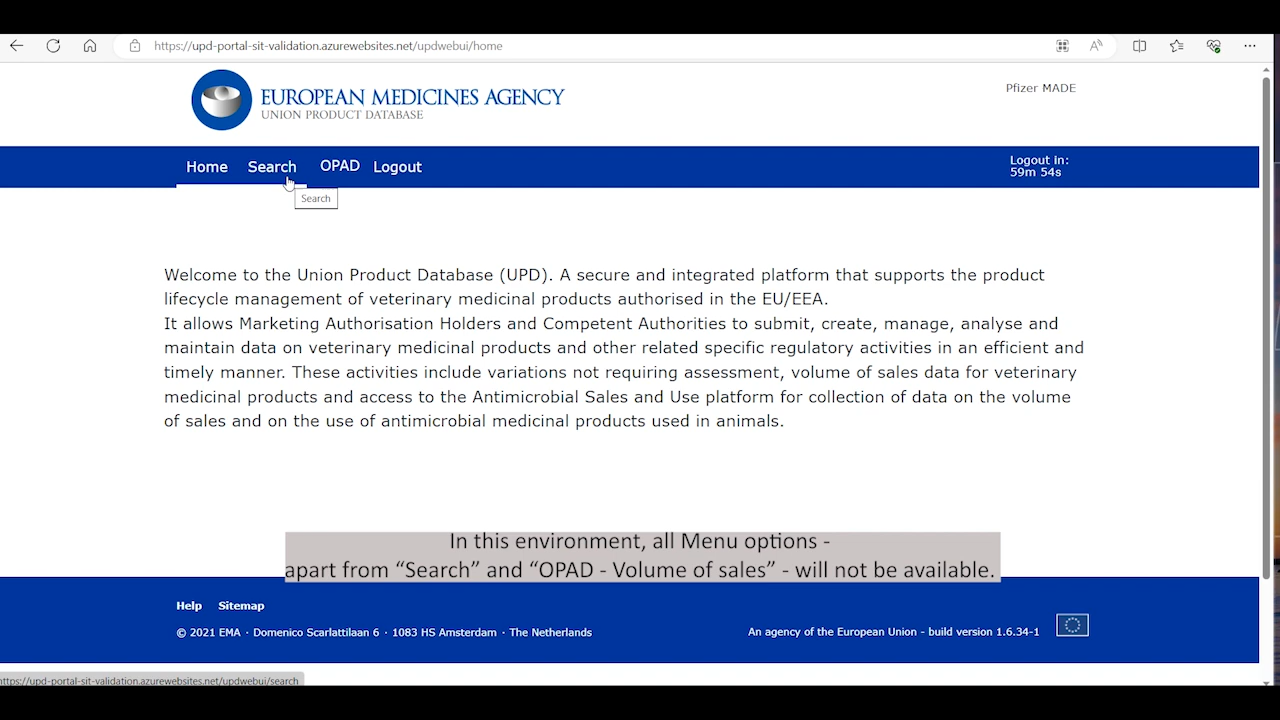 https://upd-portal-sit-validation.azurewebsites.net/updwebui/home
EUROPEAN MEDICINES AGENCY
UNION PRODUCT DATABASE
Pfizer MADE
Home Search OPAD Logout
Logout in:
59m 54s
Search
Welcome to the Union Product Database (UPD). A secure and integrated platform that supports the product
lifecycle management of veterinary medicinal products authorised in the EU/EEA.
It allows Marketing Authorisation Holders and Competent Authorities to submit, create, manage, analyse and
maintain data on veterinary medicinal products and other related specific regulatory activities in an efficient and
timely manner. These activities include variations not requiring assessment, volume of sales data for veterinary
medicinal products and access to the Antimicrobial Sales and Use platform for collection of data on the volume
of sales and on the use of antimicrobial medicinal products used in animals.
In this environment, all Menu options -
apart from “Search” and “OPAD - Volume of sales” - will not be available.
Help Sitemap
© 2021 EMA · Domenico Scarlattilaan 6 · 1083 HS Amsterdam · The Netherlands
An agency of the European Union - build version 1.6.34-1
https://upd-portal-sit-validation.azurewebsites.net/updwebui/search